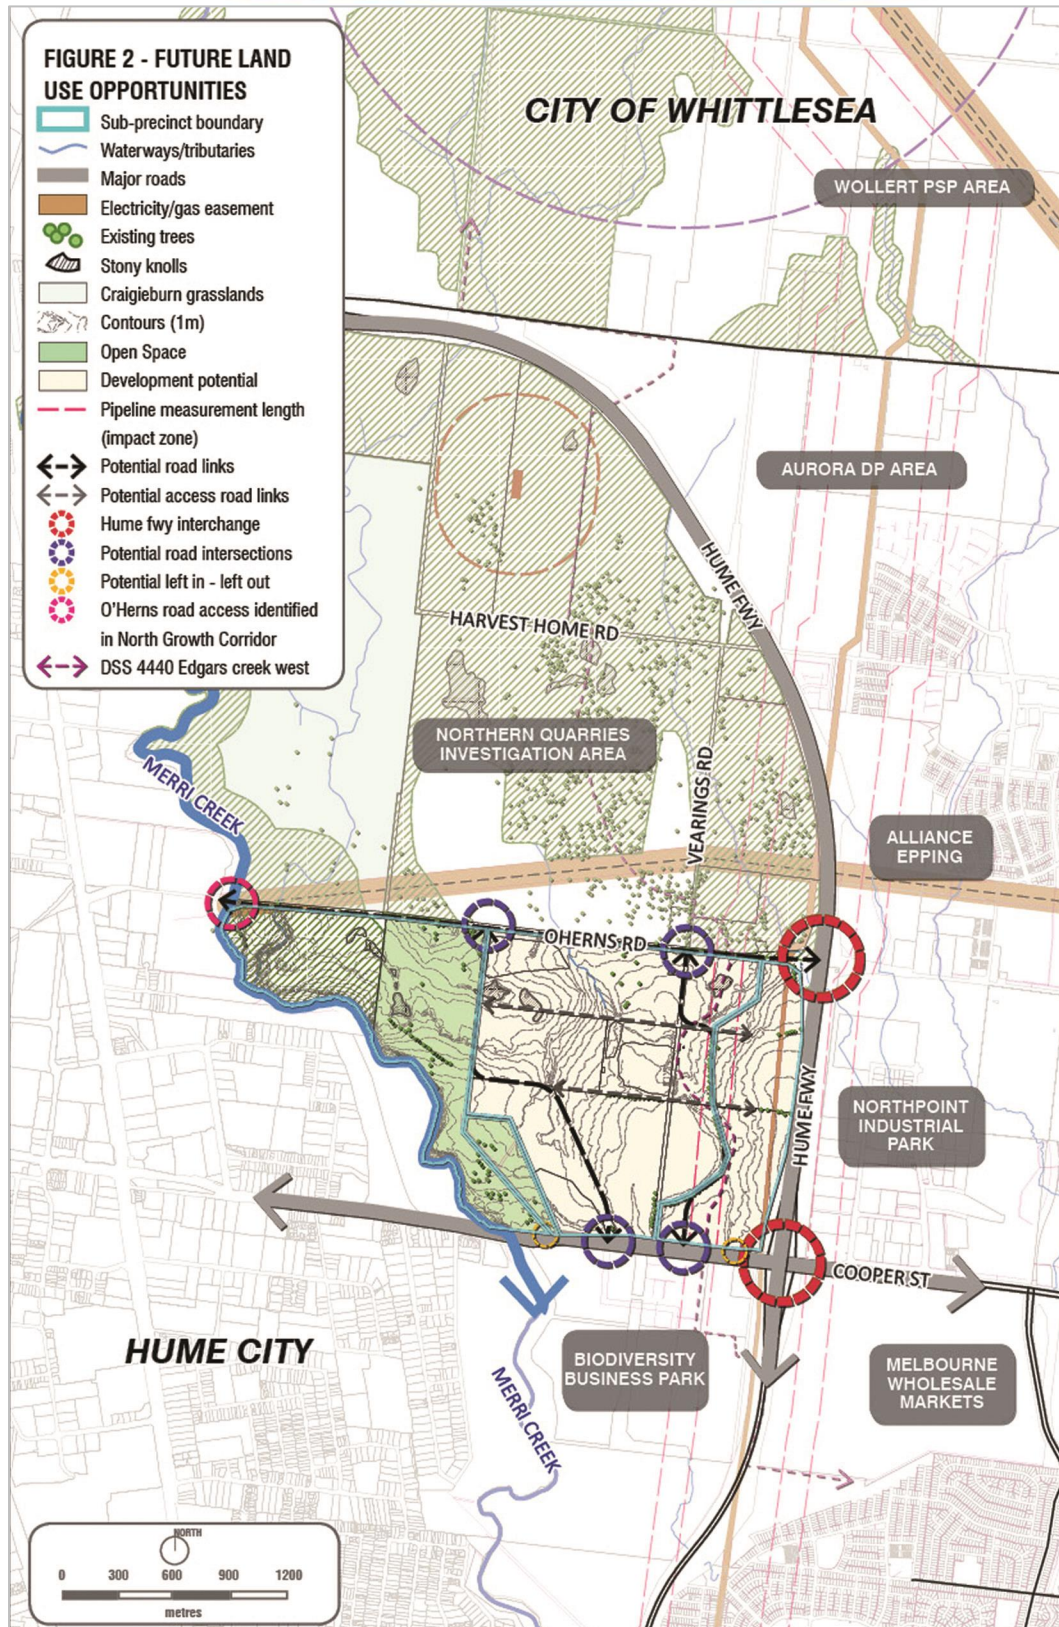 FIGURE 2 - FUTURE LAND
USE OPPORTUNITIES
Sub-precinct boundary
Waterways/tributaries
Major roads
Electricity/gas easement
Existing trees
Stony knolls
Craigieburn grasslands
Contours (1m)
Open Space
Development potential
Pipeline measurement length
(impact zone)
Potential road links
Potential access road links
Hume fwy interchange
Potential road intersections
Potential left in - left out
O'Herns road access identified
in North Growth Corridor
DSS 4440 Edgars creek west
CITY OF WHITTLESEA
WOLLERT PSP AREA
AURORA DP AREA
HUME FWY
HARVEST HOME RD
NORTHERN QUARRIES
INVESTIGATION AREA
MERRI CREEK
VEARINGS RD
ALLIANCE
EPPING
OHERNS RD
HUME FWY
NORTHPOINT
INDUSTRIAL
PARK
COOPER ST
HUME CITY
BIODIVERSITY
BUSINESS PARK
MELBOURNE
WHOLESALE
MARKETS
MERRI CREEK
NORTH
0 300 600 900 1200
metres